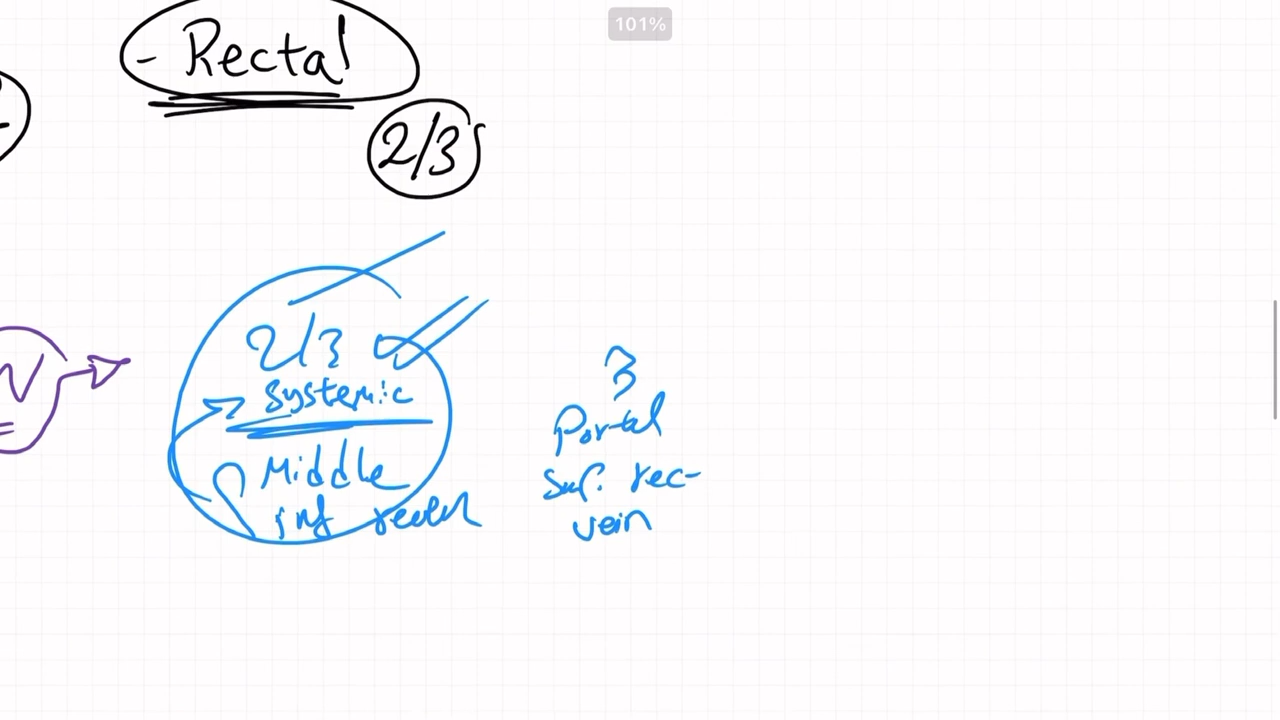 101%
- Rectal
2/3
2/3
systemic
Middle
inf rectal
3
Portal
sup. rec-
vein